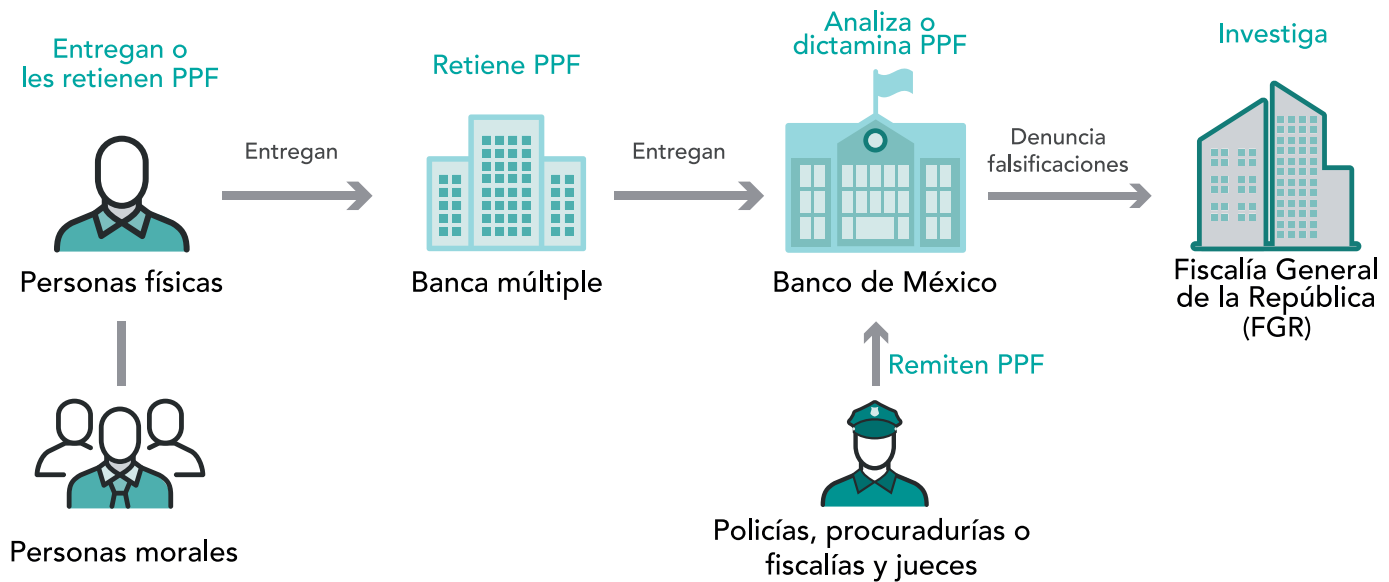 Entregan o
les retienen PPF
Personas físicas
Personas morales
Entregan
Retiene PPF
Banca múltiple
Entregan
Analiza o
dictamina PPF
Banco de México
Remiten PPF
Policías, procuradurías o
fiscalías y jueces
Denuncia
falsificaciones
Investiga
Fiscalía General
de la República
(FGR)